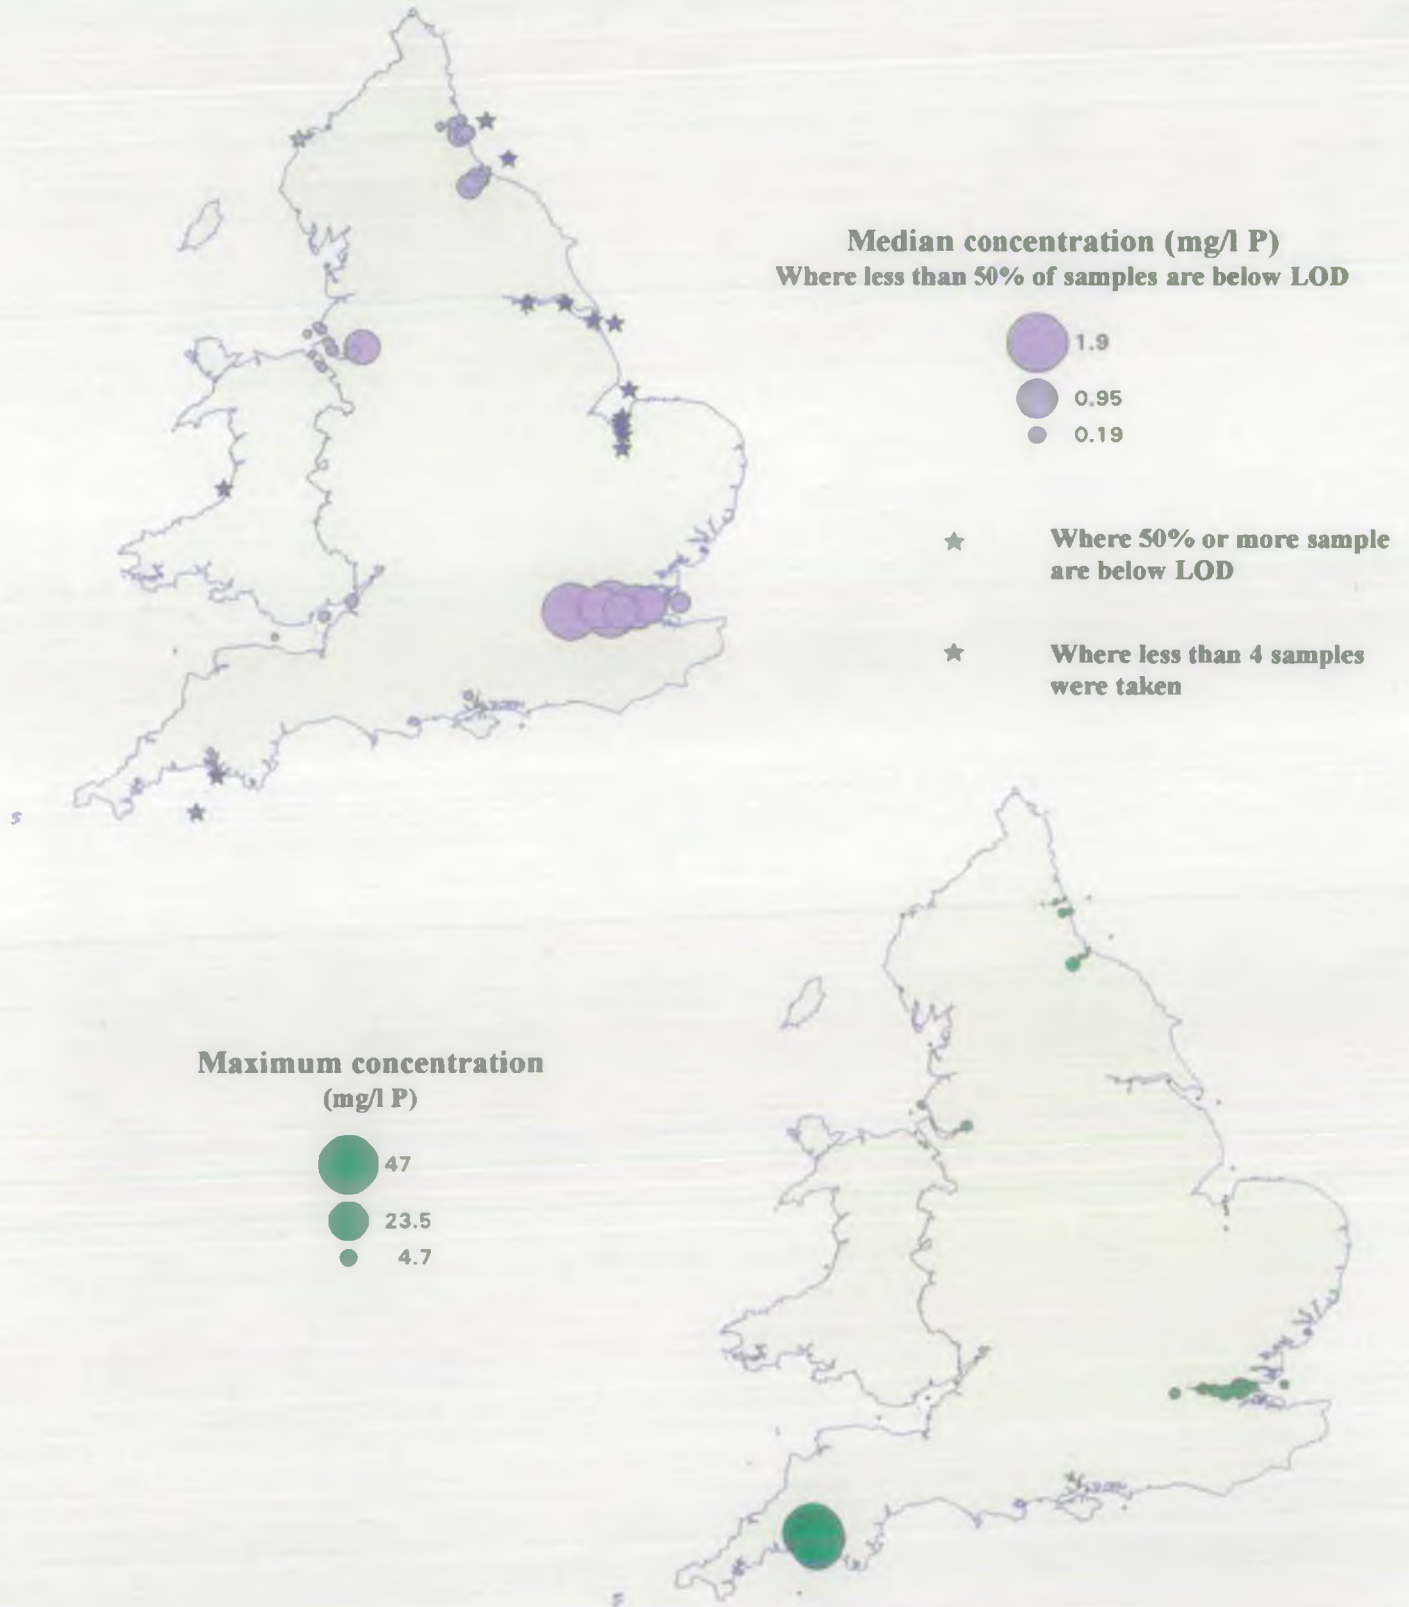 Median concentration (mg/l P)
Where less than 50% of samples are below LOD
1.9
0.95
0.19
Where 50% or more sample
are below LOD
Where less than 4 samples
were taken
Maximum concentration
(mg/l P)
47
23.5
4.7